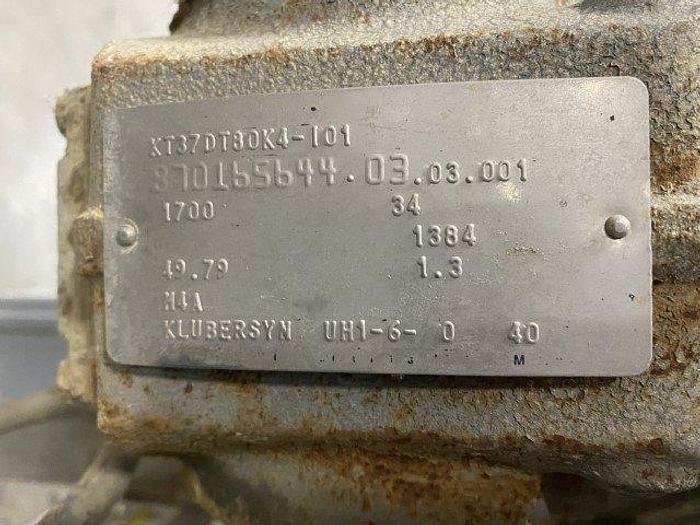 KT37DT80K4-I01
870165644.03.03.001
1700 34
1384
49.79 1.3
M4A
KLUBERSYN UH1-6- 0 40
M